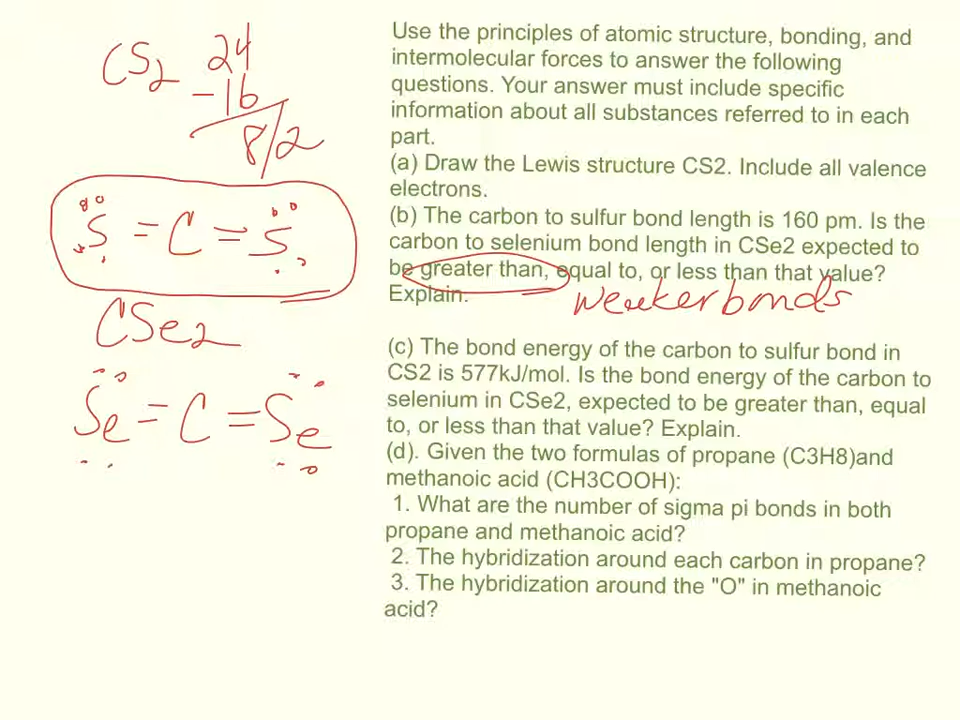 CS2 24
-16
8/2
S = C = S
CSe2
Se = C = Se
Use the principles of atomic structure, bonding, and
intermolecular forces to answer the following
questions. Your answer must include specific
information about all substances referred to in each
part.
(a) Draw the Lewis structure CS2. Include all valence
electrons.
(b) The carbon to sulfur bond length is 160 pm. Is the
carbon to selenium bond length in CSe2 expected to
be greater than, equal to, or less than that value?
Explain.
weaker bonds
(c) The bond energy of the carbon to sulfur bond in
CS2 is 577kJ/mol. Is the bond energy of the carbon to
selenium in CSe2, expected to be greater than, equal
to, or less than that value? Explain.
(d). Given the two formulas of propane (C3H8)and
methanoic acid (CH3COOH):
1. What are the number of sigma pi bonds in both
propane and methanoic acid?
2. The hybridization around each carbon in propane?
3. The hybridization around the "O" in methanoic
acid?